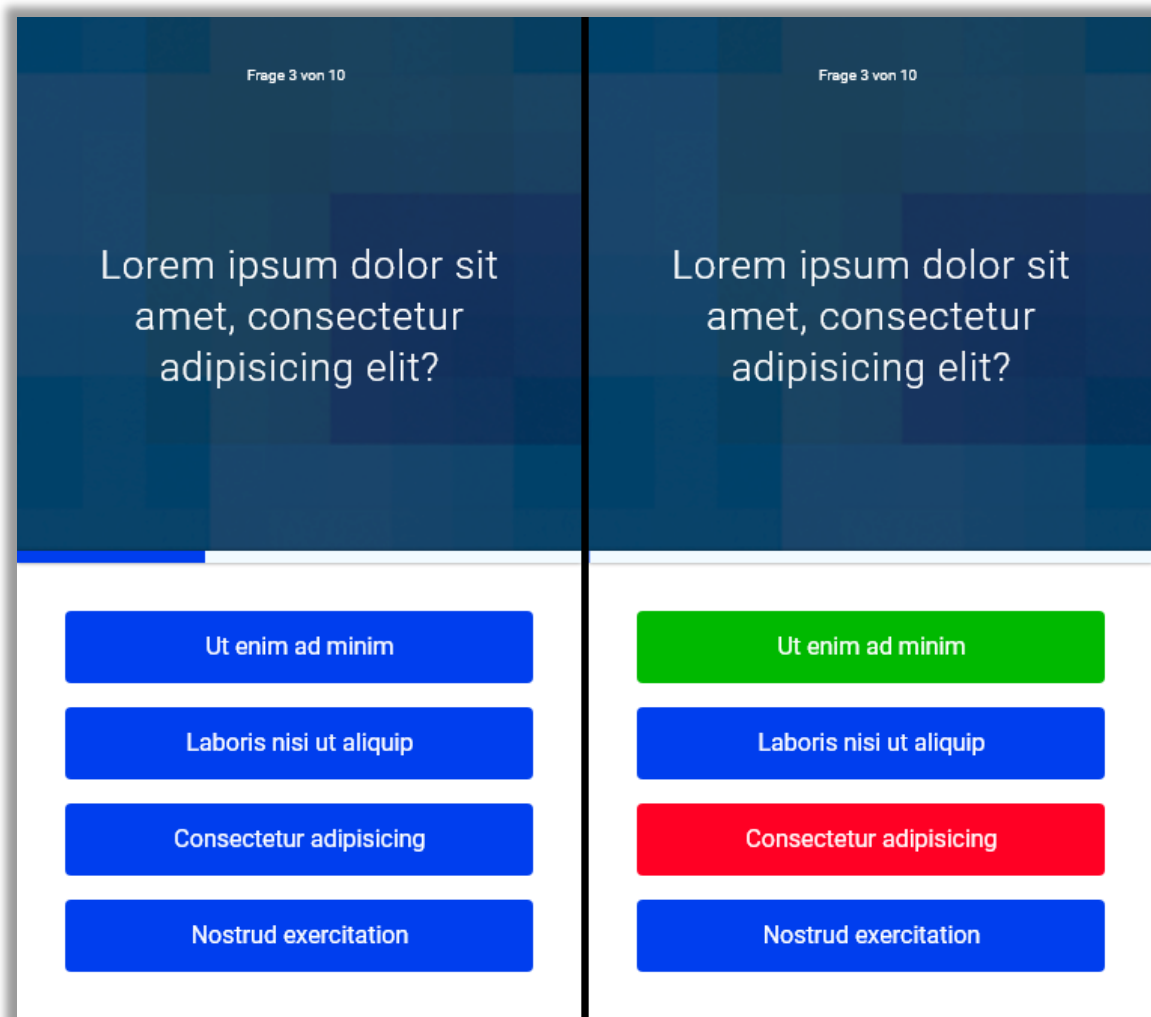 Frage 3 von 10
Lorem ipsum dolor sit
amet, consectetur
adipisicing elit?
Ut enim ad minim
Laboris nisi ut aliquip
Consectetur adipisicing
Nostrud exercitation
Frage 3 von 10
Lorem ipsum dolor sit
amet, consectetur
adipisicing elit?
Ut enim ad minim
Laboris nisi ut aliquip
Consectetur adipisicing
Nostrud exercitation